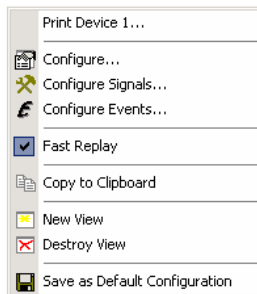 Print Device 1...
Configure...
Configure Signals...
Configure Events...
Fast Replay
Copy to Clipboard
New View
Destroy View
Save as Default Configuration